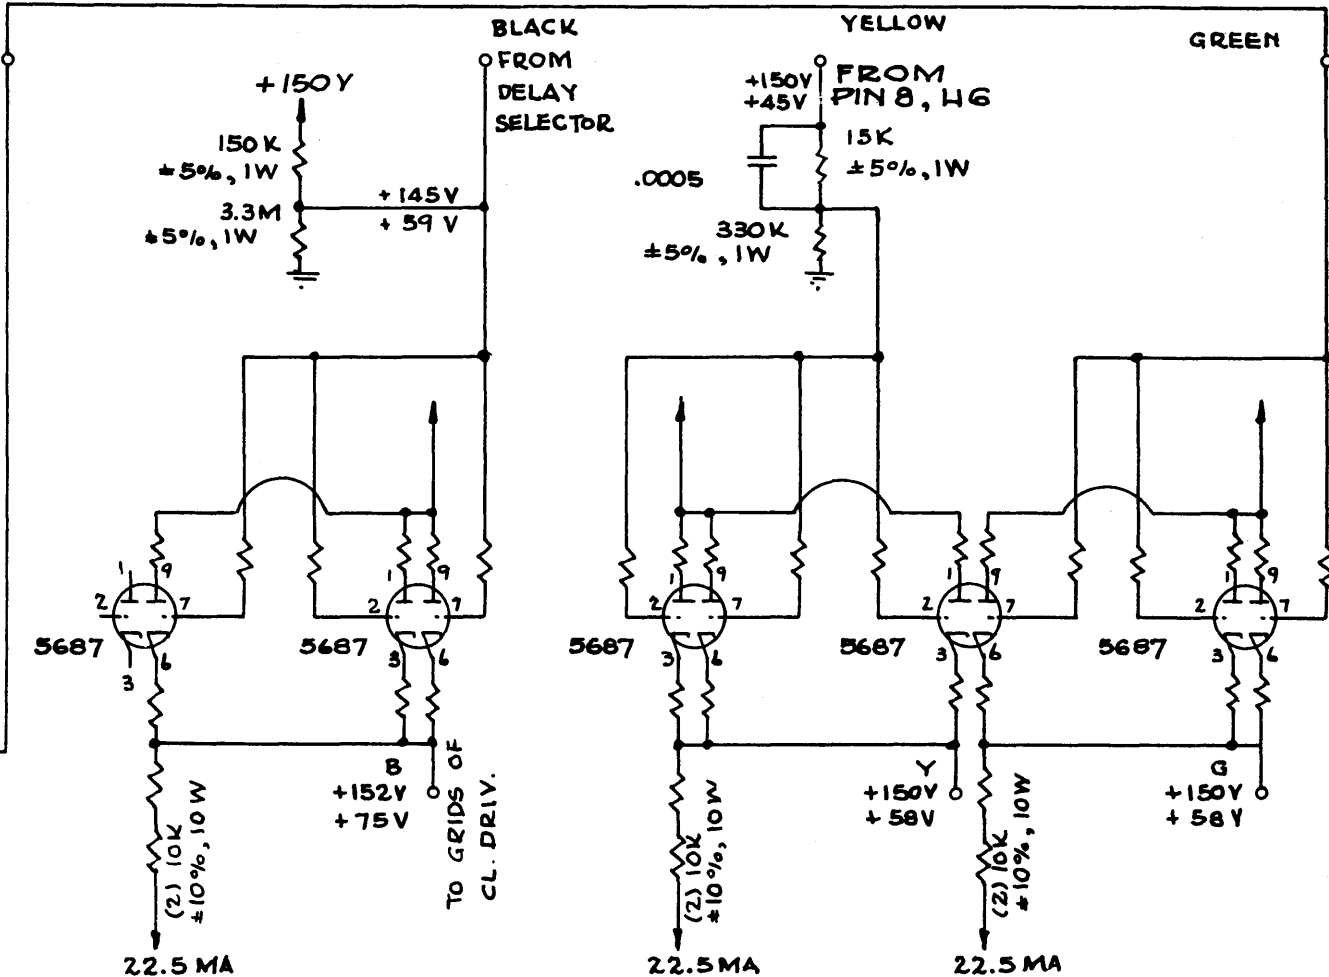 BLACK
FROM
DELAY
SELECTOR
YELLOW
FROM
PIN 8, H6
GREEN
+150V
150K
±5%, 1W
3.3M
±5%, 1W
+145V
+59V
+150V
+45V
15K
±5%, 1W
.0005
330K
±5%, 1W
1 9
2 7
5687
3 6
1 9
2 7
5687
3 6
1 9
2 7
5687
3 6
1 9
2 7
5687
3 6
1 9
2 7
5687
3 6
B
+152V
+75V
TO GRIDS OF
CL. DRIV.
Y
+150V
+58V
G
+150V
+58V
(2) 10K
±10%, 10W
(2) 10K
±10%, 10W
(2) 10K
±10%, 10W
22.5 MA
22.5 MA
22.5 MA